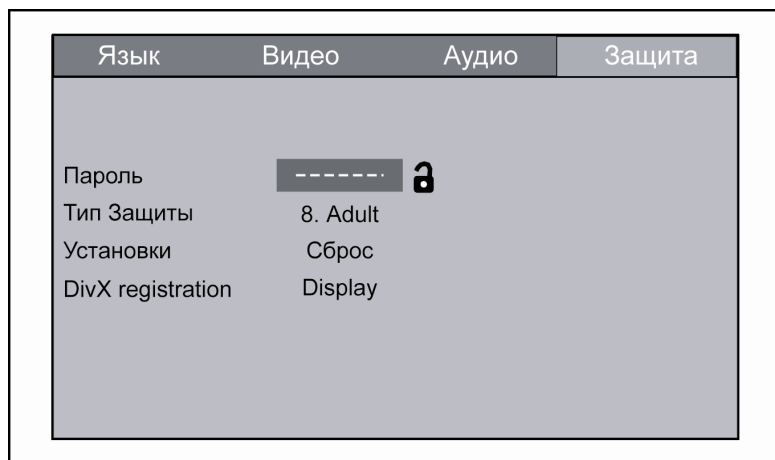 Язык Видео Аудио Защита
Пароль ------
Тип Защиты 8. Adult
Установки Сброс
DivX registration Display